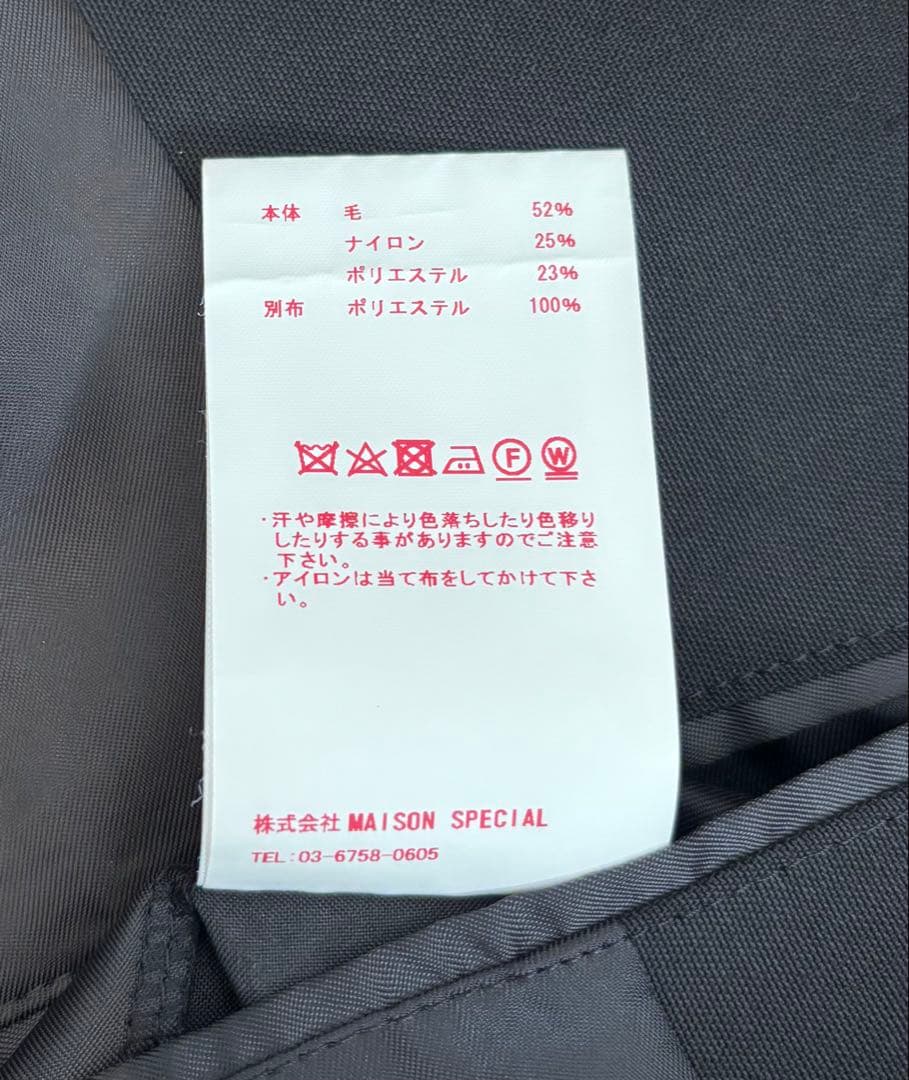 本体 毛 52%
ナイロン 25%
ポリエステル 23%
別布 ポリエステル 100%
F W
・汗や摩擦により色落ちしたり色移り
したりする事がありますのでご注意
下さい。
・アイロンは当て布をしてかけて下さ
い。
株式会社 MAISON SPECIAL
TEL:03-6758-0605